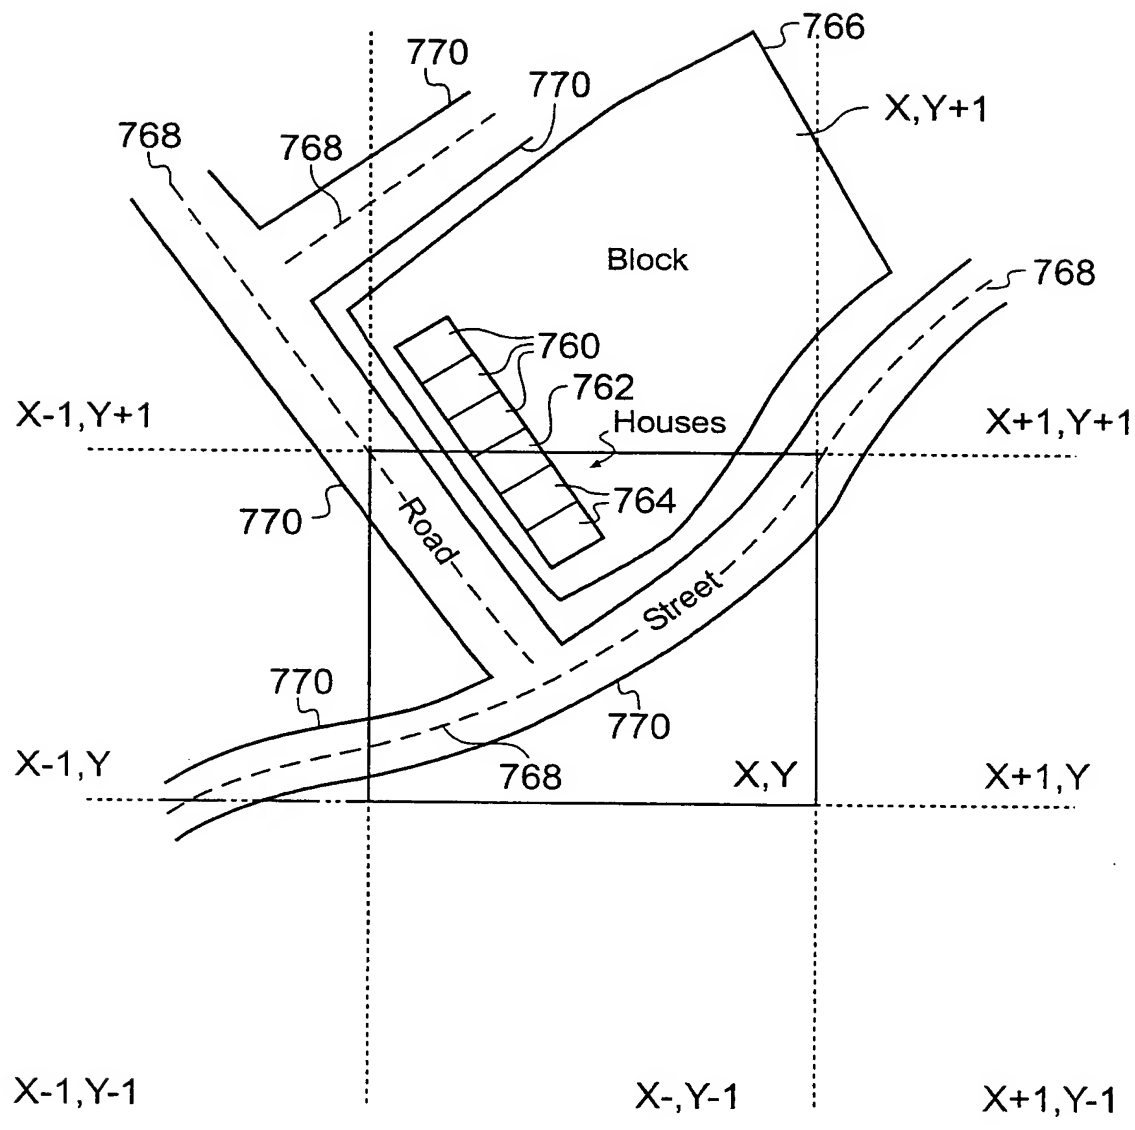 766
770
770
X,Y+1
768
768
Block
768
760
762
X-1,Y+1
Houses
X+1,Y+1
764
770
Road
Street
770
770
X-1,Y
768
X,Y
X+1,Y
X-1,Y-1
X-,Y-1
X+1,Y-1